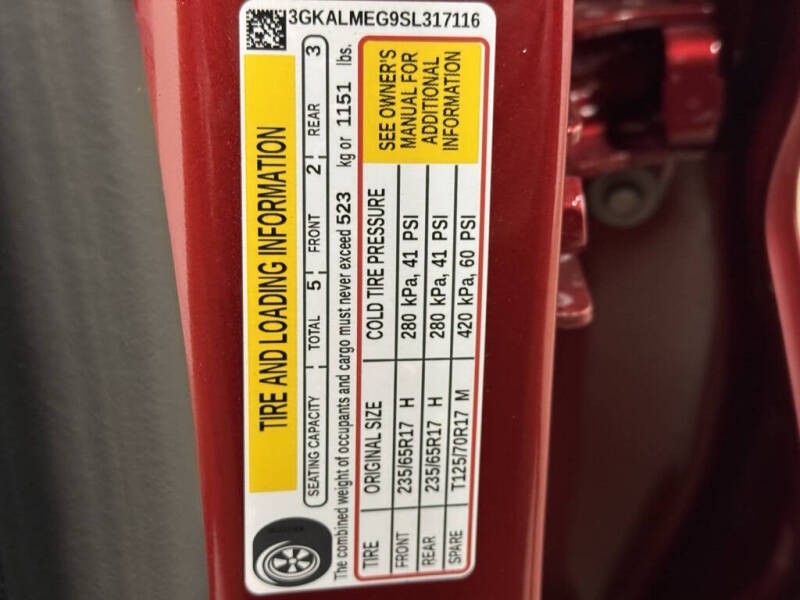 3GKALMEG9SL317116
TIRE AND LOADING INFORMATION
SEATING CAPACITY TOTAL 5 FRONT 2 REAR 3
The combined weight of occupants and cargo must never exceed 523 kg or 1151 lbs.
TIRE ORIGINAL SIZE COLD TIRE PRESSURE
FRONT 235/65R17 H 280 kPa, 41 PSI
REAR 235/65R17 H 280 kPa, 41 PSI
SPARE T125/70R17 M 420 kPa, 60 PSI
SEE OWNER'S
MANUAL FOR
ADDITIONAL
INFORMATION